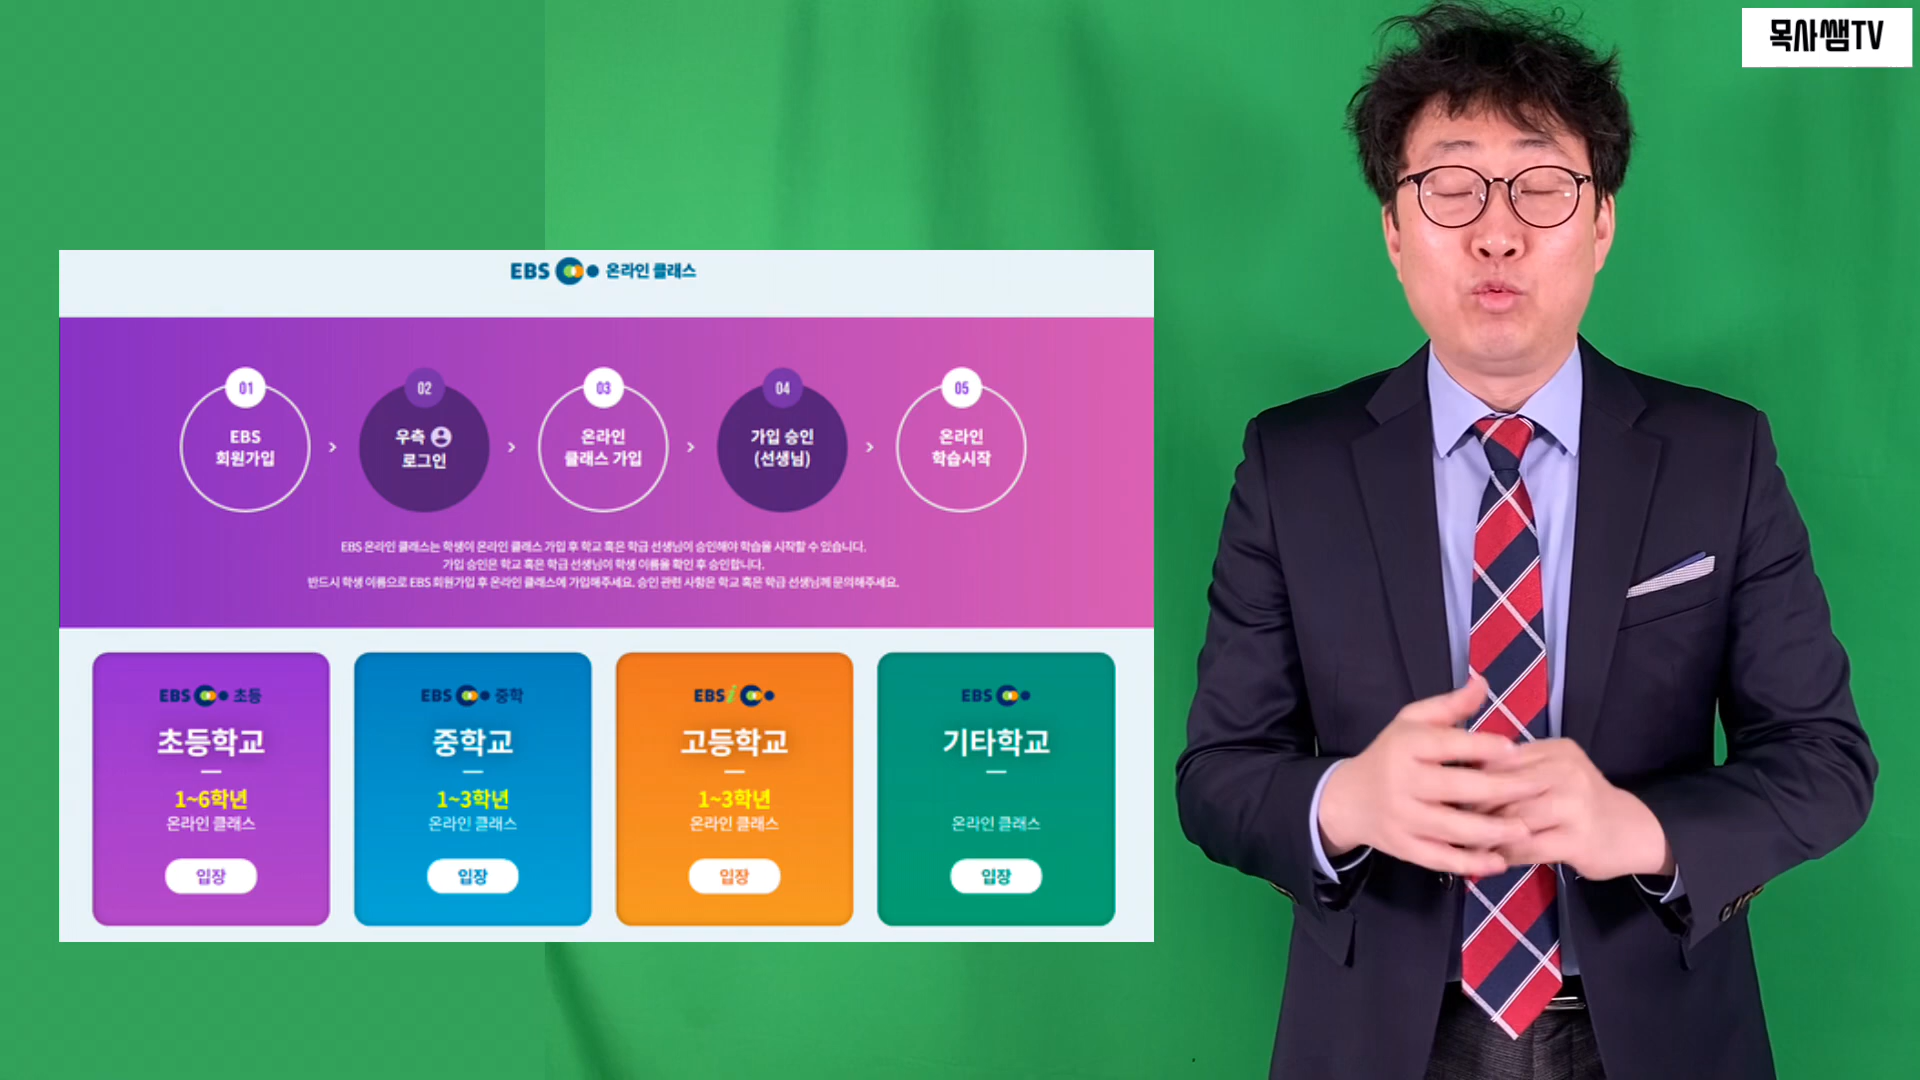 목사쌤TV
EBS 온라인 클래스
01
EBS
회원가입
02
우측
로그인
03
온라인
클래스 가입
04
가입 승인
(선생님)
05
온라인
학습시작
EBS 온라인 클래스는 학생이 온라인 클래스 가입 후 학교 혹은 학급 선생님이 승인해야 학습을 시작할 수 있습니다.
가입 승인은 학교 혹은 학급 선생님이 학생 이름을 확인 후 승인합니다.
반드시 학생 이름으로 EBS 회원가입 후 온라인 클래스에 가입해주세요. 승인 관련 사항은 학교 혹은 학급 선생님께 문의해주세요.
EBS 초등
초등학교
1~6학년
온라인 클래스
입장
EBS 중학
중학교
1~3학년
온라인 클래스
입장
EBSi
고등학교
1~3학년
온라인 클래스
입장
EBS
기타학교
온라인 클래스
입장